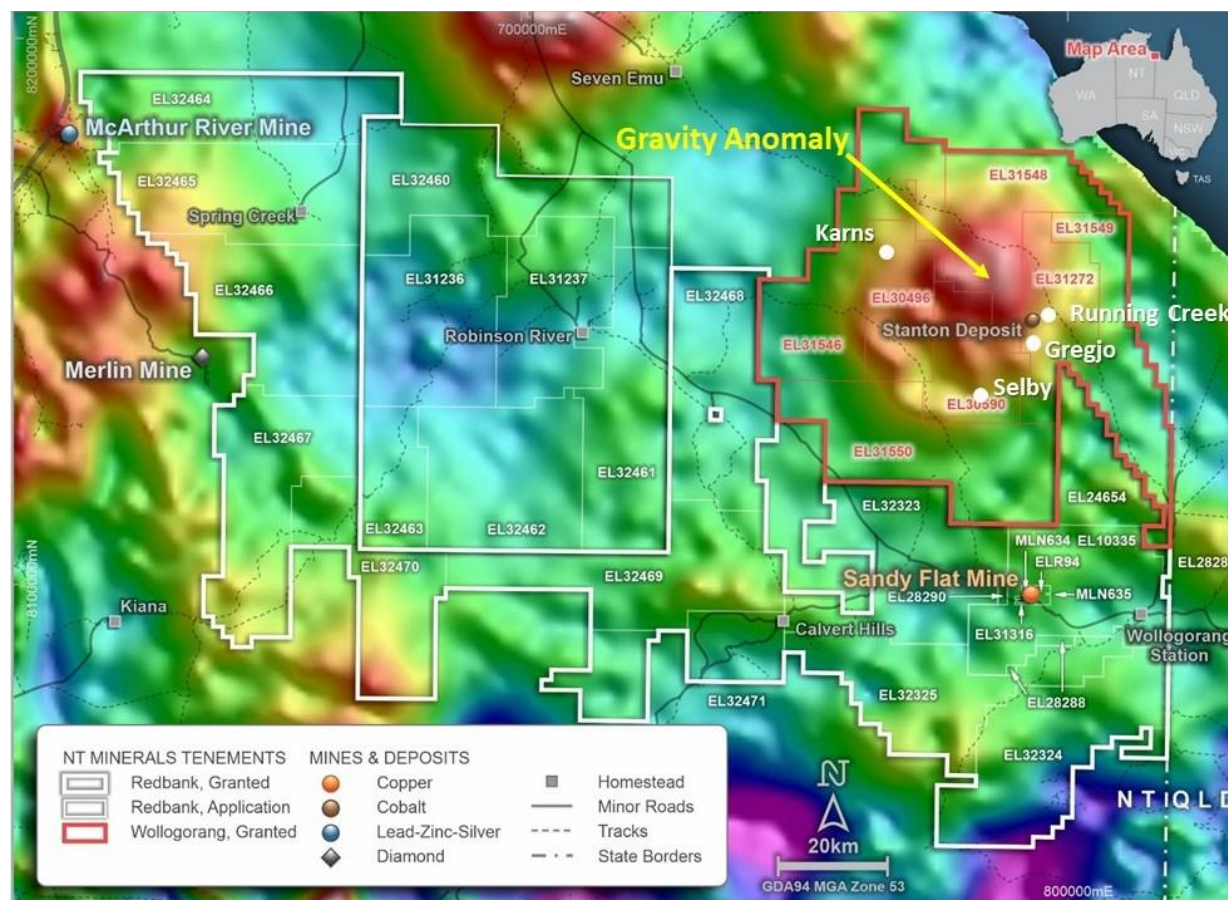 700000mE
8200000mN
Map Area
NT
QLD
WA
SA
NSW
TAS
Seven Emu
EL32464
McArthur River Mine
Gravity Anomaly
EL31548
EL32465
EL32460
Spring Creek
Karns
EL31549
EL32466
EL31236
EL31237
EL32468
EL31272
EL30496
Running Creek
Stanton Deposit
Robinson River
EL31546
Gregjo
Merlin Mine
Selby
EL30590
EL32467
EL31550
EL32461
EL24654
EL32463
EL32462
EL32323
MLN634
EL10335
8100000mN
EL32470
EL32469
ELR94
EL2828
Sandy Flat Mine
EL28290
MLN635
Kiana
Calvert Hills
EL31316
Wollogorang
Station
EL32471
EL32325
EL28288
EL32324
NT MINERALS TENEMENTS
Redbank, Granted
Redbank, Application
Wollogorang, Granted
MINES & DEPOSITS
Copper
Cobalt
Lead-Zinc-Silver
Diamond
Homestead
Minor Roads
Tracks
State Borders
N
20km
GDA94 MGA Zone 53
NT
QLD
800000mE